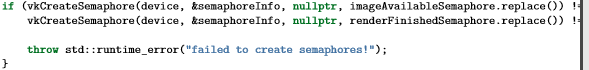 if (vkCreateSemaphore(device, &semaphoreInfo, nullptr, imageAvailableSemaphore.replace()) !=
vkCreateSemaphore(device, &semaphoreInfo, nullptr, renderFinishedSemaphore.replace()) !=
throw std::runtime_error("failed to create semaphores!");
}